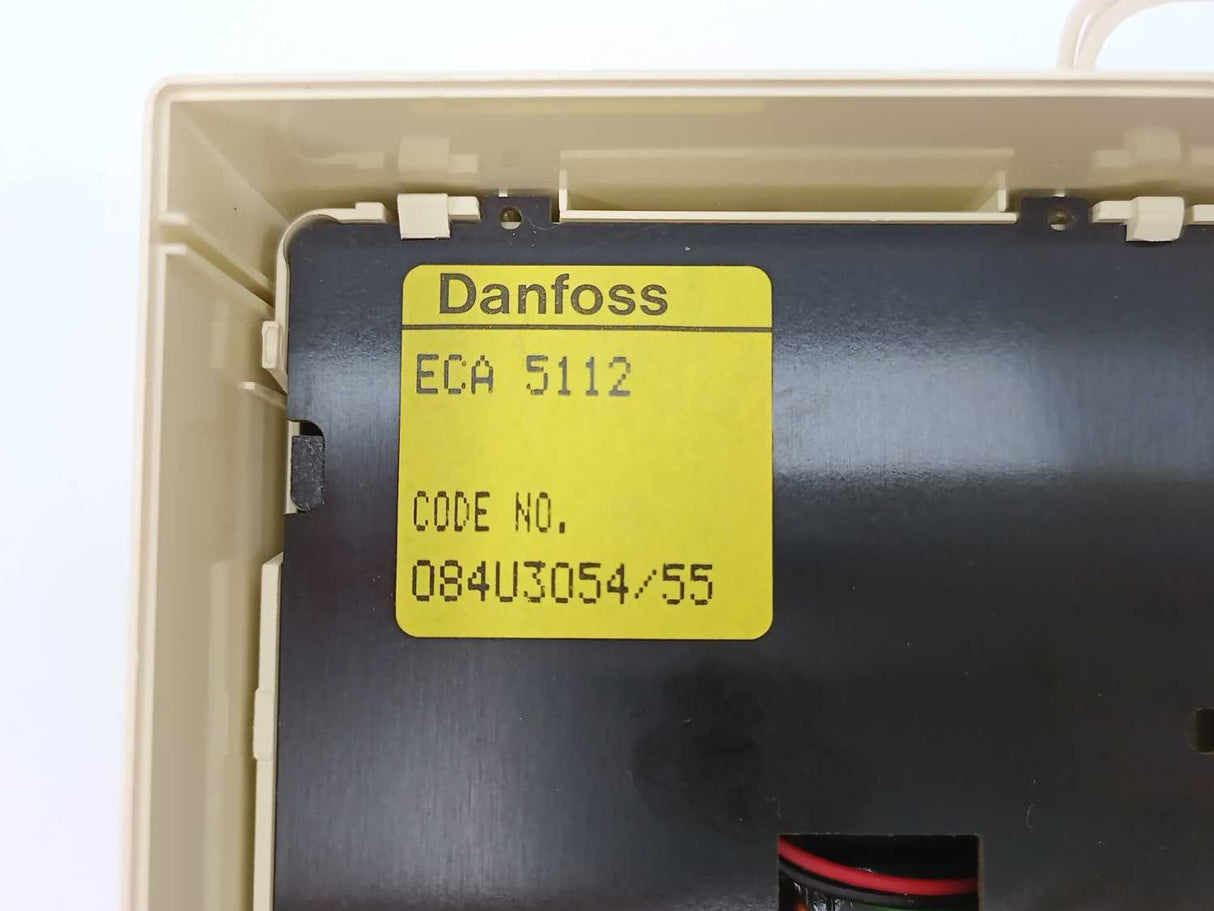 Danfoss
ECA 5112
CODE NO.
084U3054/55